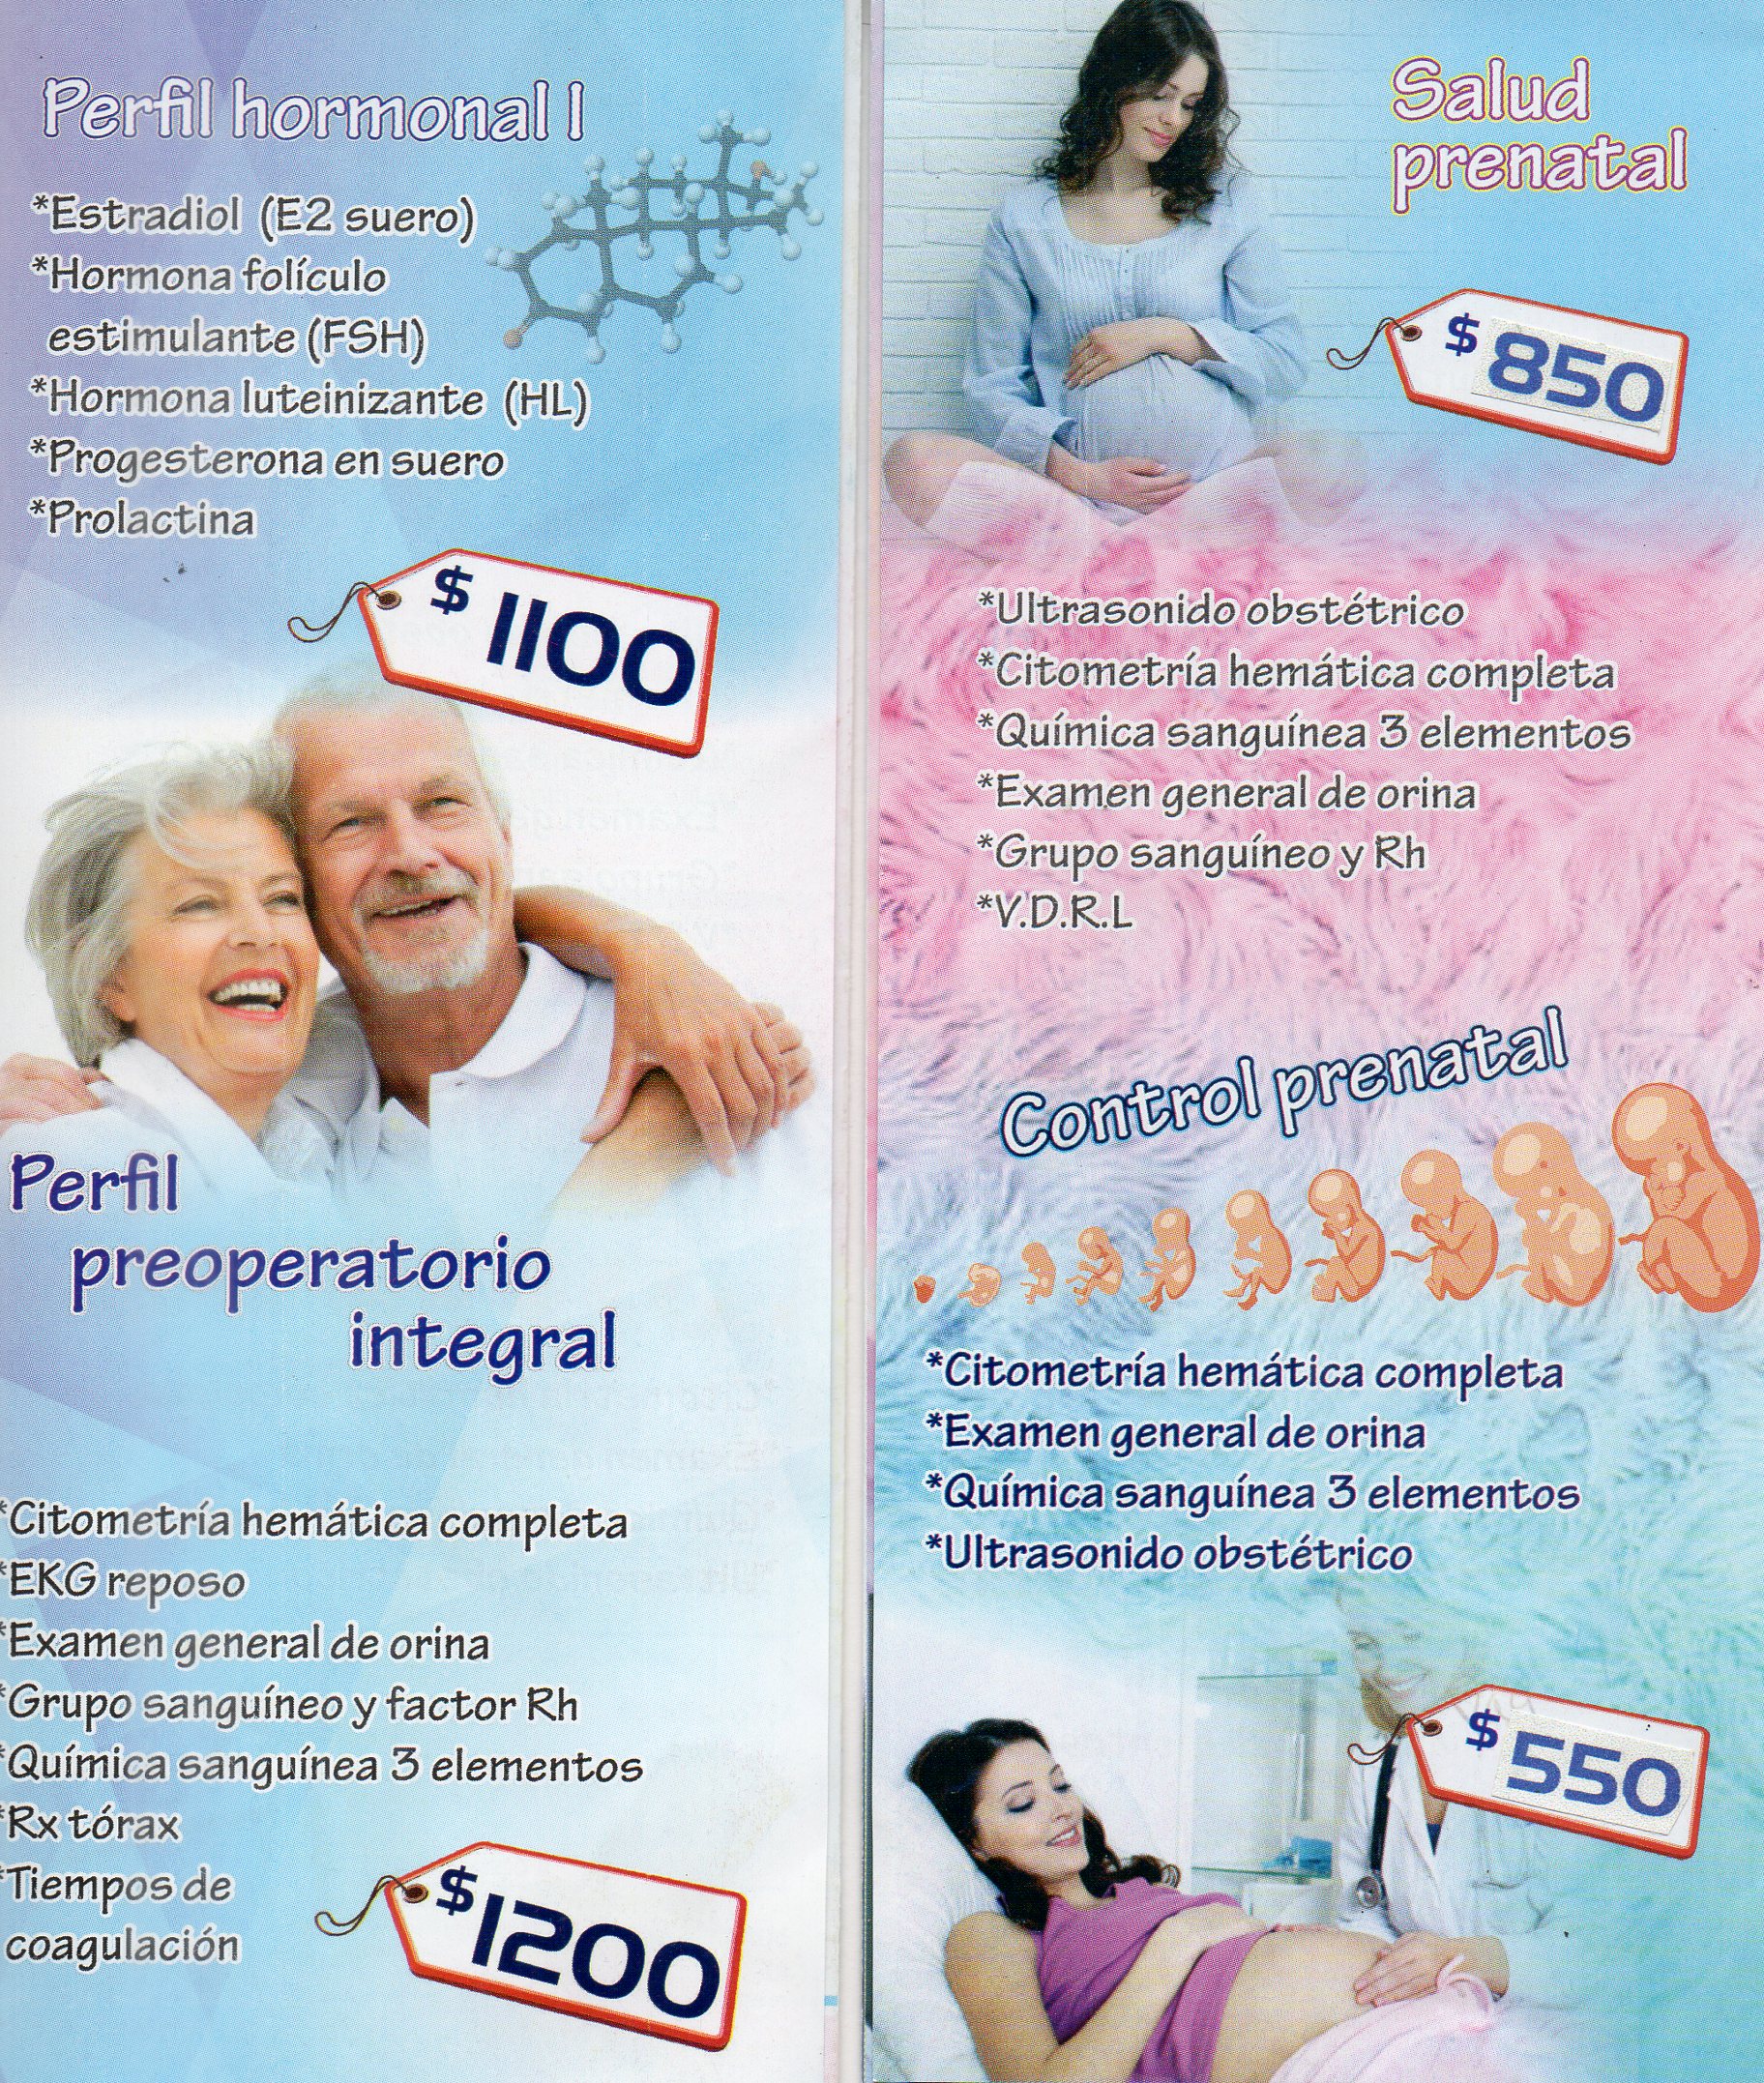 Perfil hormonal I
*Estradiol (E2 suero)
*Hormona folículo
estimulante (FSH)
*Hormona luteinizante (HL)
*Progesterona en suero
*Prolactina
$ 1100
Perfil
preoperatorio
integral
*Citometría hemática completa
*EKG reposo
*Examen general de orina
*Grupo sanguíneo y factor Rh
*Química sanguínea 3 elementos
*Rx tórax
*Tiempos de
coagulación
$1200
Salud
prenatal
$ 850
*Ultrasonido obstétrico
*Citometría hemática completa
*Química sanguínea 3 elementos
*Examen general de orina
*Grupo sanguíneo y Rh
*V.D.R.L
Control prenatal
*Citometría hemática completa
*Examen general de orina
*Química sanguínea 3 elementos
*Ultrasonido obstétrico
$ 550